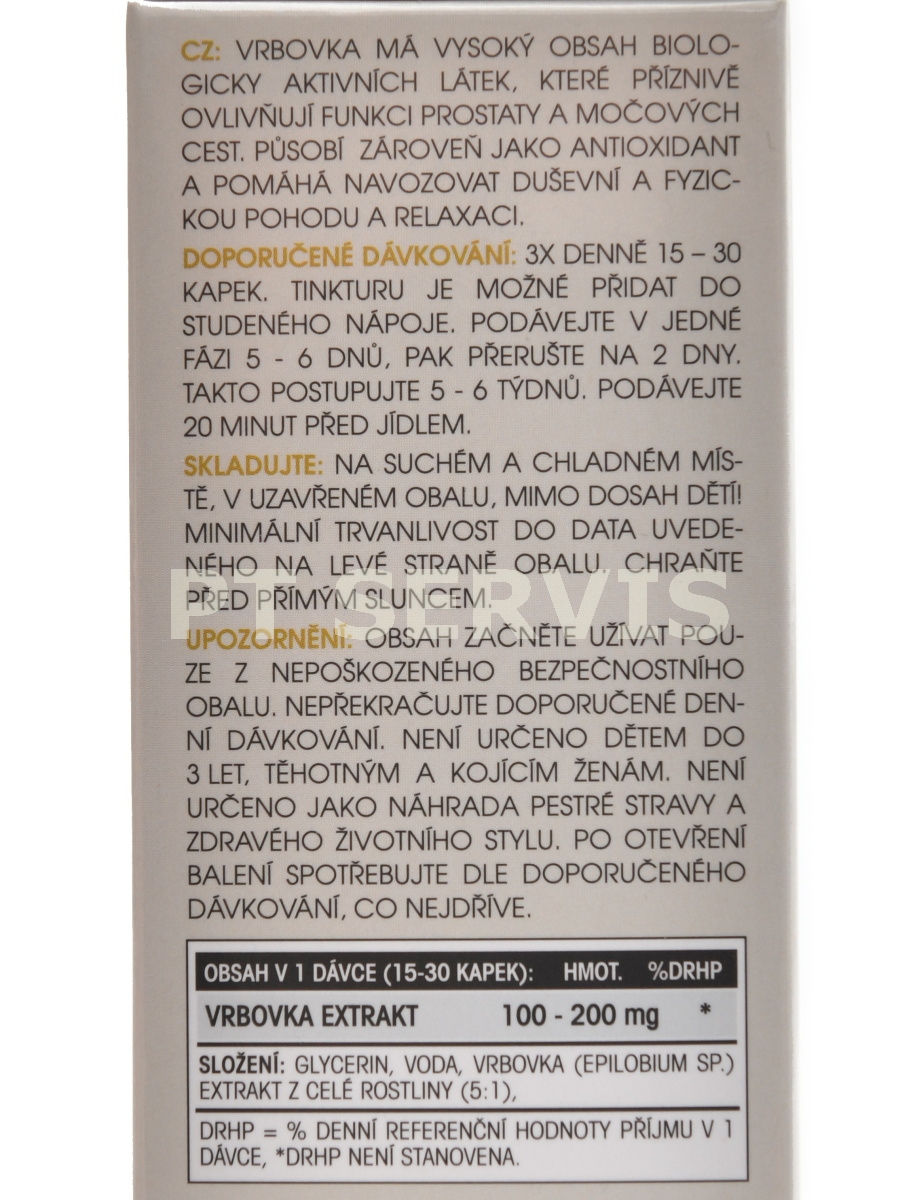 CZ: VRBOVKA MÁ VYSOKÝ OBSAH BIOLO-
GICKY AKTIVNÍCH LÁTEK, KTERÉ PŘÍZNIVĚ
OVLIVŇUJÍ FUNKCI PROSTATY A MOČOVÝCH
CEST. PŮSOBÍ ZÁROVEŇ JAKO ANTIOXIDANT
A POMÁHÁ NAVOZOVAT DUŠEVNÍ A FYZIC-
KOU POHODU A RELAXACI.
DOPORUČENÉ DÁVKOVÁNÍ: 3X DENNĚ 15 – 30
KAPEK. TINKTURU JE MOŽNÉ PŘIDAT DO
STUDENÉHO NÁPOJE. PODÁVEJTE V JEDNÉ
FÁZI 5 - 6 DNŮ, PAK PŘERUŠTE NA 2 DNY.
TAKTO POSTUPUJTE 5 - 6 TÝDNŮ. PODÁVEJTE
20 MINUT PŘED JÍDLEM.
SKLADUJTE: NA SUCHÉM A CHLADNÉM MÍS-
TĚ, V UZAVŘENÉM OBALU, MIMO DOSAH DĚTÍ!
MINIMÁLNÍ TRVANLIVOST DO DATA UVEDE-
NÉHO NA LEVÉ STRANĚ OBALU. CHRAŇTE
PŘED PŘÍMÝM SLUNCEM.
PT SERVIS
UPOZORNĚNÍ: OBSAH ZAČNĚTE UŽÍVAT POU-
ZE Z NEPOŠKOZENÉHO BEZPEČNOSTNÍHO
OBALU. NEPŘEKRAČUJTE DOPORUČENÉ DEN-
NÍ DÁVKOVÁNÍ. NENÍ URČENO DĚTEM DO
3 LET, TĚHOTNÝM A KOJÍCÍM ŽENÁM. NENÍ
URČENO JAKO NÁHRADA PESTRÉ STRAVY A
ZDRAVÉHO ŽIVOTNÍHO STYLU. PO OTEVŘENÍ
BALENÍ SPOTŘEBUJTE DLE DOPORUČENÉHO
DÁVKOVÁNÍ, CO NEJDŘÍVE.
OBSAH V 1 DÁVCE (15-30 KAPEK): HMOT. %DRHP
VRBOVKA EXTRAKT 100 - 200 mg *
SLOŽENÍ: GLYCERIN, VODA, VRBOVKA (EPILOBIUM SP.)
EXTRAKT Z CELÉ ROSTLINY (5:1),
DRHP = % DENNÍ REFERENČNÍ HODNOTY PŘÍJMU V 1
DÁVCE, *DRHP NENÍ STANOVENA.